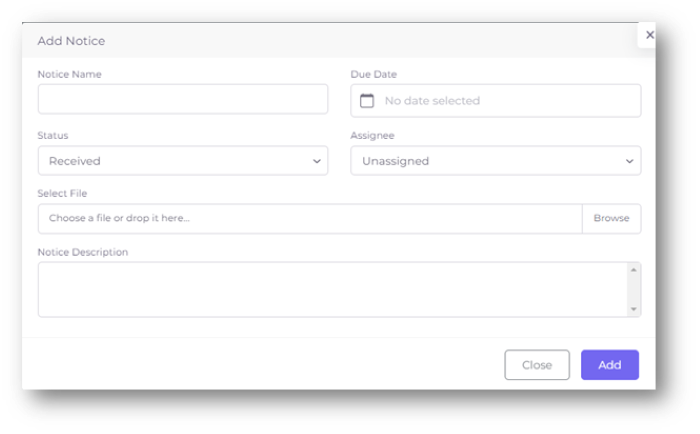 Add Notice
Notice Name
Due Date
No date selected
Status
Assignee
Received
Unassigned
Select File
Choose a file or drop it here...
Browse
Notice Description
Close
Add